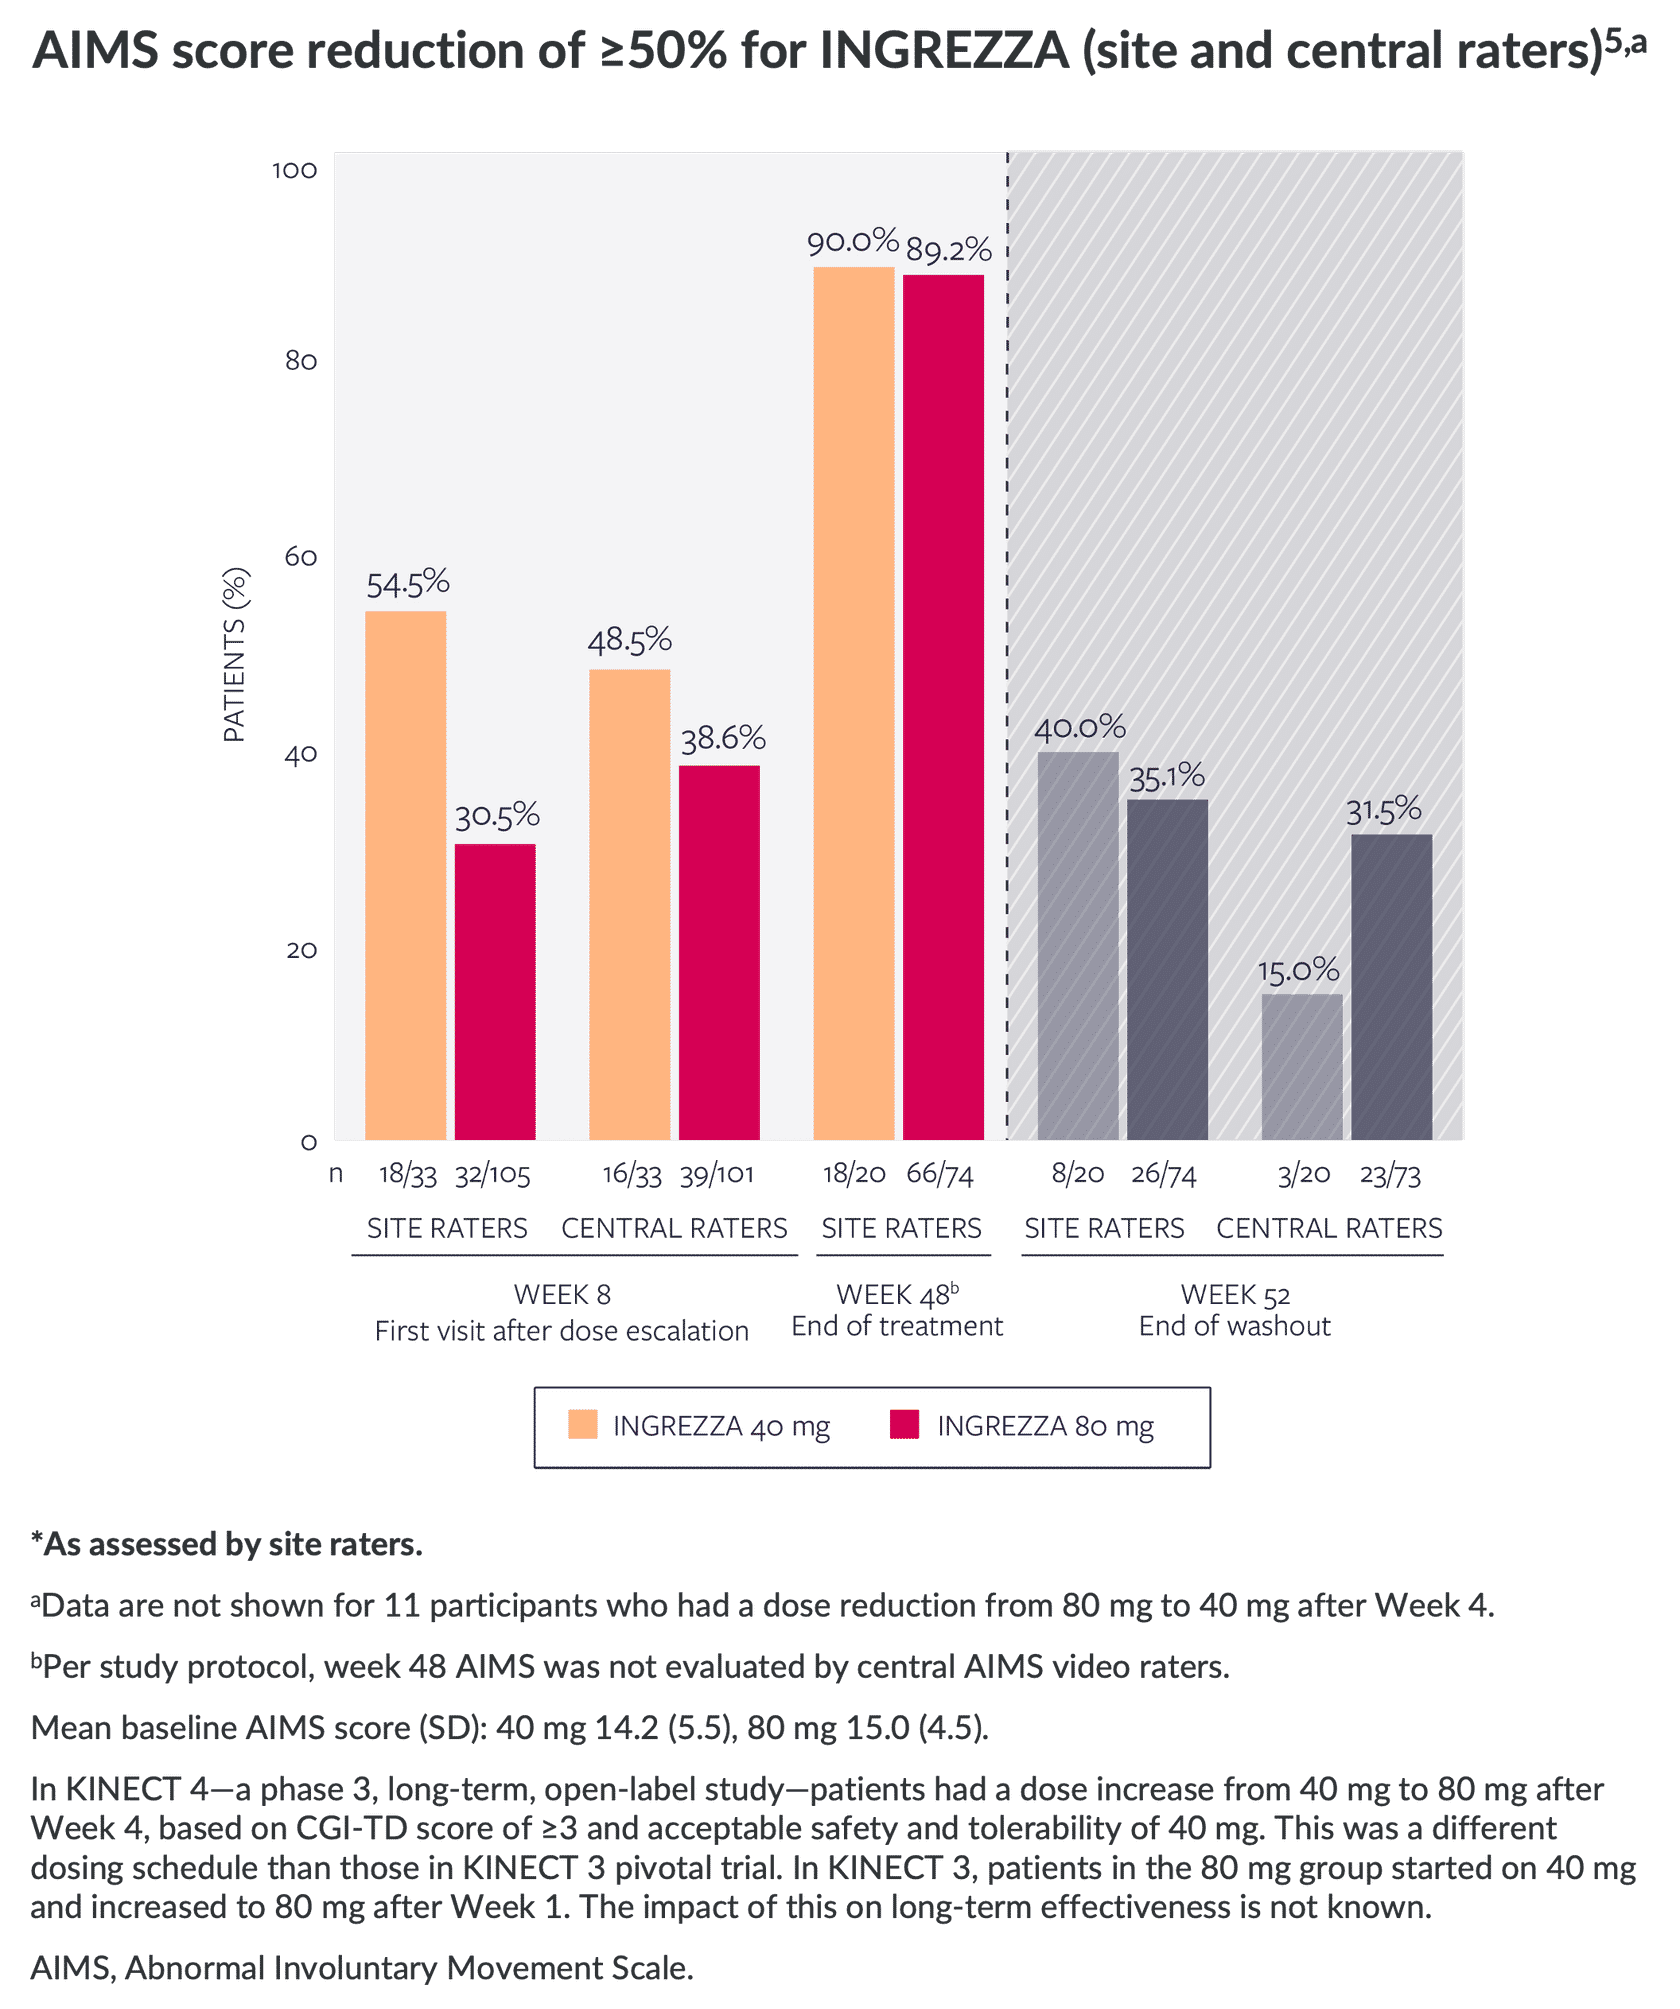 AIMS score reduction of ≥50% for INGREZZA (site and central raters)5,a
100
80
60
40
20
0
PATIENTS (%)
54.5%
30.5%
48.5%
38.6%
90.0%
89.2%
40.0%
35.1%
15.0%
31.5%
n 18/33 32/105 16/33 39/101 18/20 66/74 8/20 26/74 3/20 23/73
SITE RATERS CENTRAL RATERS SITE RATERS SITE RATERS CENTRAL RATERS
WEEK 8 WEEK 48b WEEK 52
First visit after dose escalation End of treatment End of washout
INGREZZA 40 mg INGREZZA 80 mg
*As assessed by site raters.
aData are not shown for 11 participants who had a dose reduction from 80 mg to 40 mg after Week 4.
bPer study protocol, week 48 AIMS was not evaluated by central AIMS video raters.
Mean baseline AIMS score (SD): 40 mg 14.2 (5.5), 80 mg 15.0 (4.5).
In KINECT 4—a phase 3, long-term, open-label study—patients had a dose increase from 40 mg to 80 mg after
Week 4, based on CGI-TD score of ≥3 and acceptable safety and tolerability of 40 mg. This was a different
dosing schedule than those in KINECT 3 pivotal trial. In KINECT 3, patients in the 80 mg group started on 40 mg
and increased to 80 mg after Week 1. The impact of this on long-term effectiveness is not known.
AIMS, Abnormal Involuntary Movement Scale.